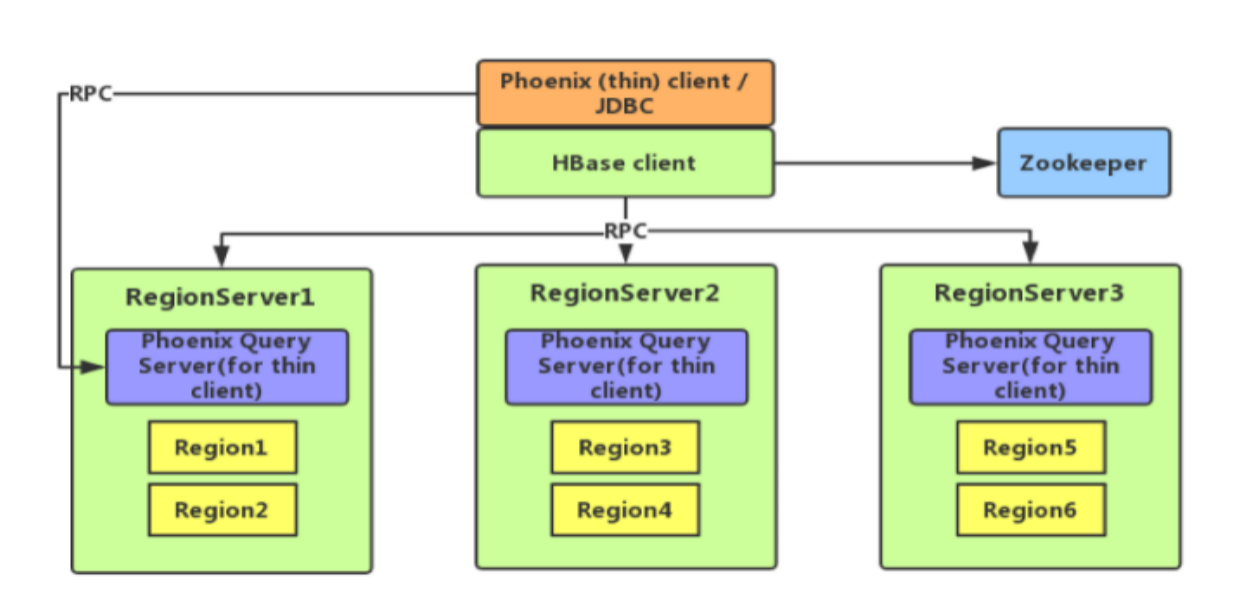 Phoenix (thin) client /
JDBC
RPC
HBase client
Zookeeper
RPC
RegionServer1
Phoenix Query
Server(for thin
client)
Region1
Region2
RegionServer2
Phoenix Query
Server(for thin
client)
Region3
Region4
RegionServer3
Phoenix Query
Server(for thin
client)
Region5
Region6